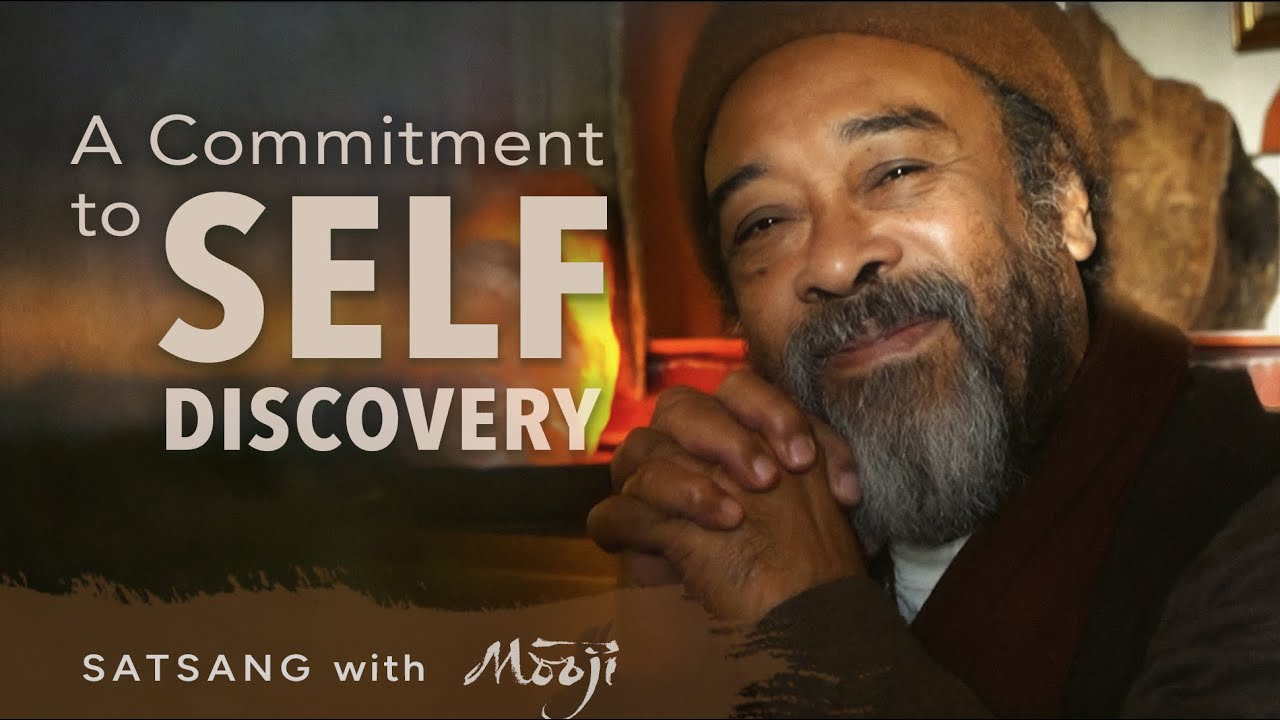 A Commitment
to SELF
DISCOVERY
SATSANG with Mooji